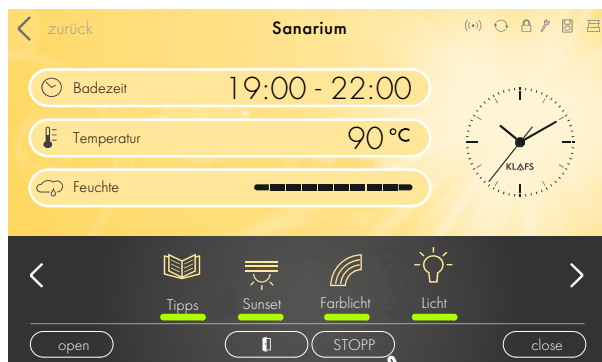 zurück Sanarium
Badezeit 19:00 - 22:00
Temperatur 90 °C
KLAFS
Feuchte
Tipps Sunset Farblicht Licht
open STOPP close